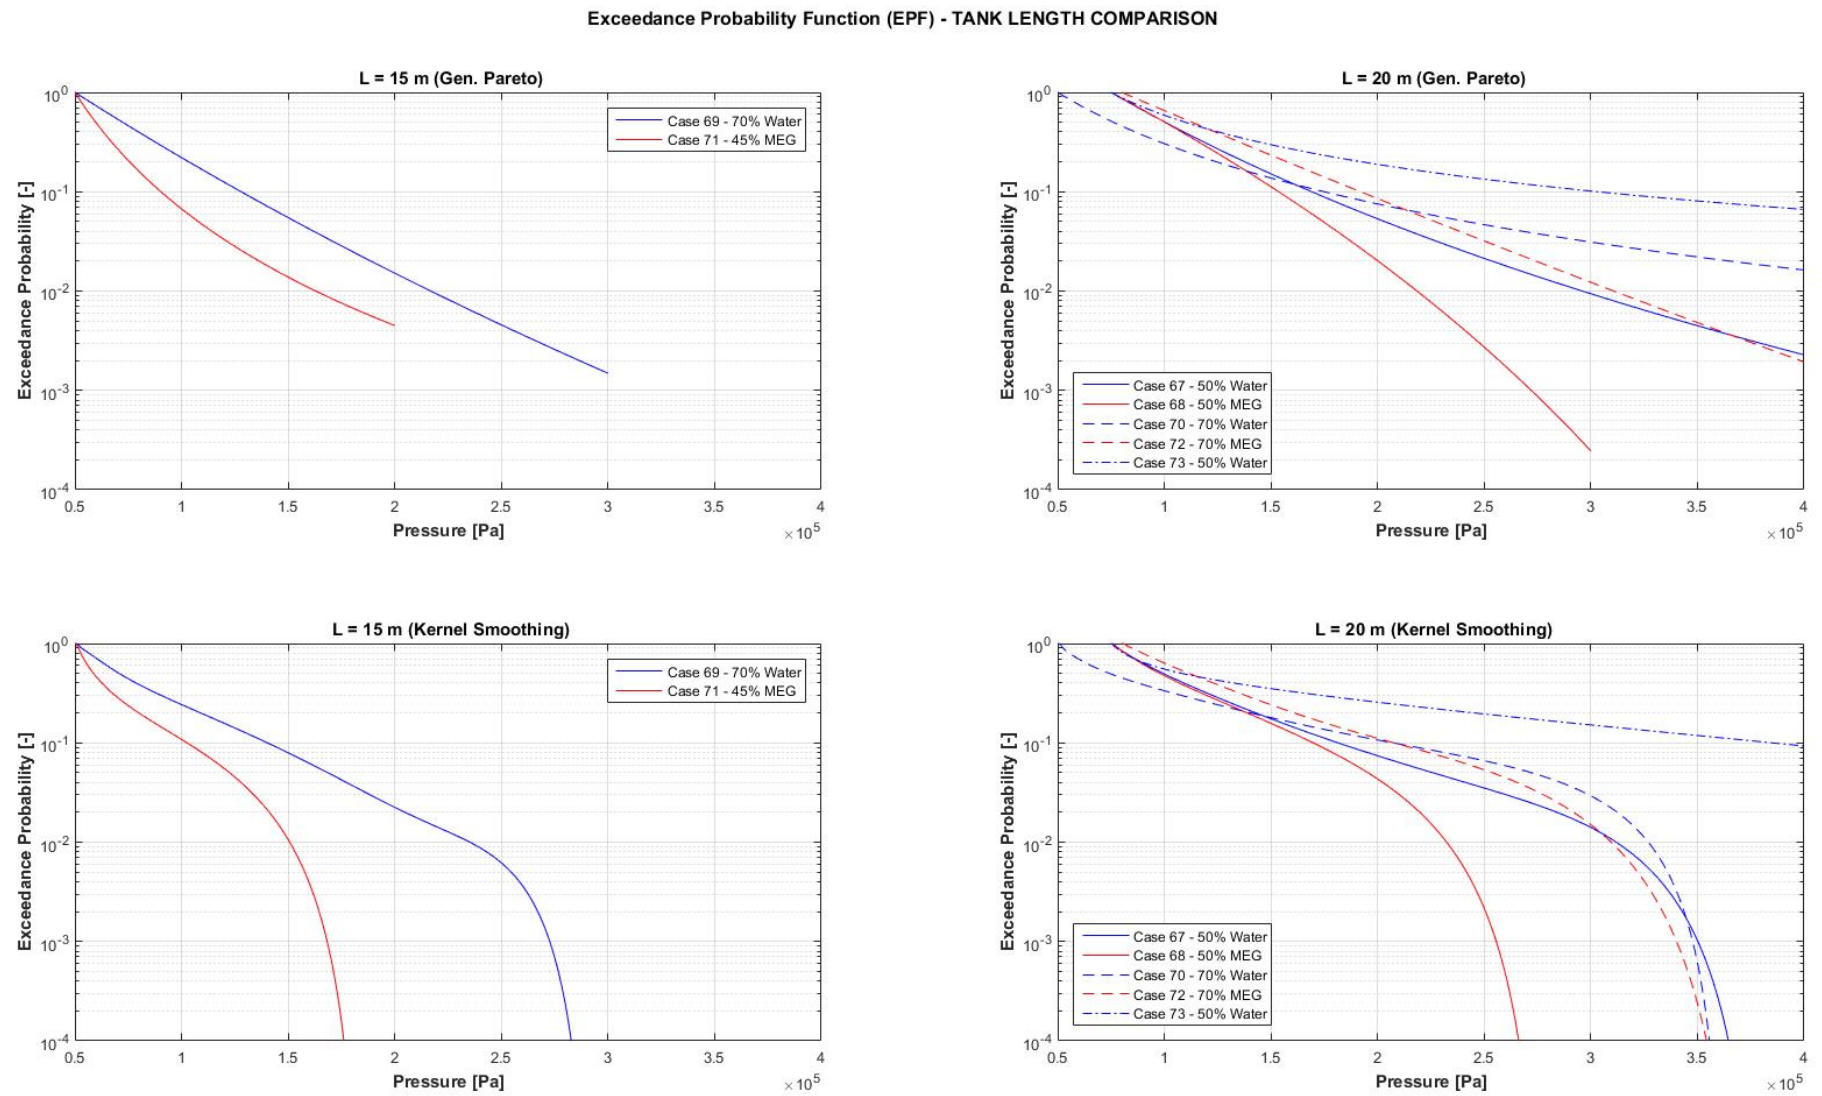 Exceedance Probability Function (EPF) - TANK LENGTH COMPARISON
L = 15 m (Gen. Pareto)
Exceedance Probability [-]
10^0
10^-1
10^-2
10^-3
10^-4
Case 69 - 70% Water
Case 71 - 45% MEG
0.5 1 1.5 2 2.5 3 3.5 4
Pressure [Pa]
×10^5
L = 20 m (Gen. Pareto)
Exceedance Probability [-]
10^0
10^-1
10^-2
10^-3
10^-4
Case 67 - 50% Water
Case 68 - 50% MEG
Case 70 - 70% Water
Case 72 - 70% MEG
Case 73 - 50% Water
0.5 1 1.5 2 2.5 3 3.5 4
Pressure [Pa]
×10^5
L = 15 m (Kernel Smoothing)
Exceedance Probability [-]
10^0
10^-1
10^-2
10^-3
10^-4
Case 69 - 70% Water
Case 71 - 45% MEG
0.5 1 1.5 2 2.5 3 3.5 4
Pressure [Pa]
×10^5
L = 20 m (Kernel Smoothing)
Exceedance Probability [-]
10^0
10^-1
10^-2
10^-3
10^-4
Case 67 - 50% Water
Case 68 - 50% MEG
Case 70 - 70% Water
Case 72 - 70% MEG
Case 73 - 50% Water
0.5 1 1.5 2 2.5 3 3.5 4
Pressure [Pa]
×10^5